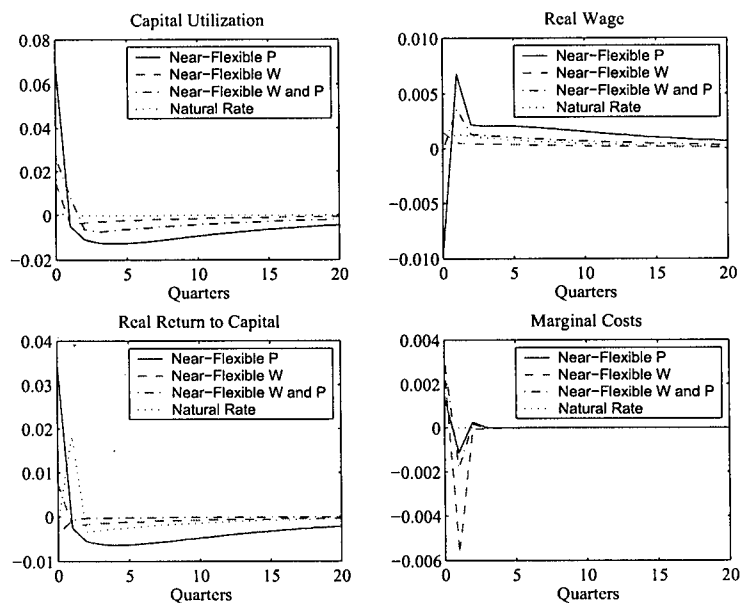 Capital Utilization
0.08
0.06
0.04
0.02
0
−0.02
Near−Flexible P
Near−Flexible W
Near−Flexible W and P
Natural Rate
0 5 10 15 20
Quarters
Real Wage
0.010
0.005
0
−0.005
−0.010
Near−Flexible P
Near−Flexible W
Near−Flexible W and P
Natural Rate
0 5 10 15 20
Quarters
Real Return to Capital
0.04
0.03
0.02
0.01
0
−0.01
Near−Flexible P
Near−Flexible W
Near−Flexible W and P
Natural Rate
0 5 10 15 20
Quarters
Marginal Costs
0.004
0.002
0
−0.002
−0.004
−0.006
Near−Flexible P
Near−Flexible W
Near−Flexible W and P
Natural Rate
0 5 10 15 20
Quarters